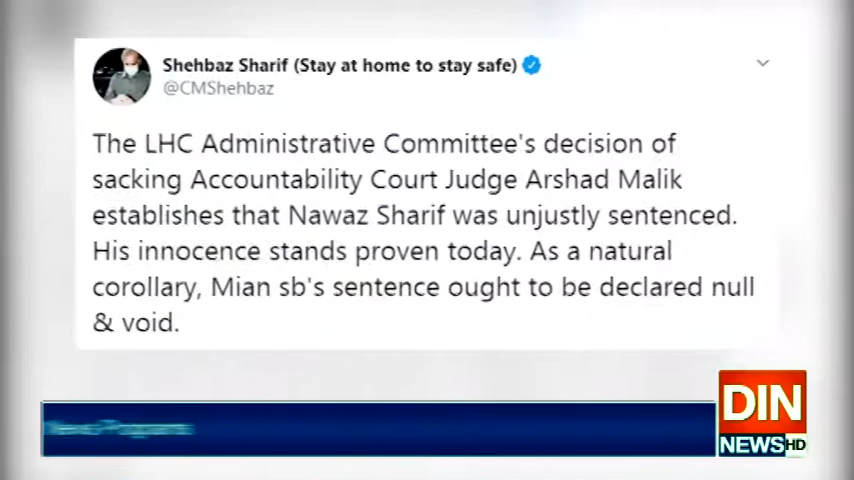 Shehbaz Sharif (Stay at home to stay safe)
@CMShehbaz
The LHC Administrative Committee's decision of
sacking Accountability Court Judge Arshad Malik
establishes that Nawaz Sharif was unjustly sentenced.
His innocence stands proven today. As a natural
corollary, Mian sb's sentence ought to be declared null
& void.
DIN
NEWS HD